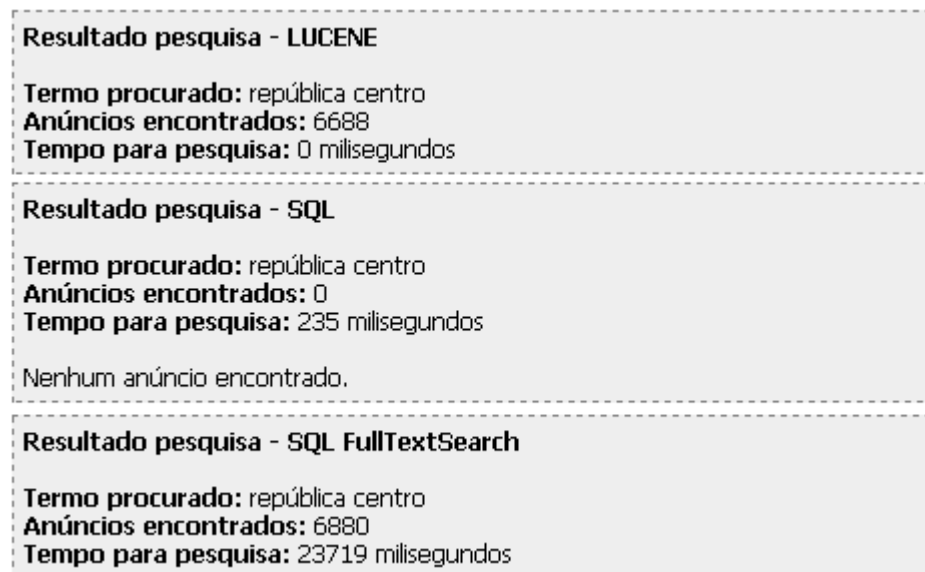 Resultado pesquisa - LUCENE
Termo procurado: república centro
Anúncios encontrados: 6688
Tempo para pesquisa: 0 milisegundos
Resultado pesquisa - SQL
Termo procurado: república centro
Anúncios encontrados: 0
Tempo para pesquisa: 235 milisegundos
Nenhum anúncio encontrado.
Resultado pesquisa - SQL FullTextSearch
Termo procurado: república centro
Anúncios encontrados: 6880
Tempo para pesquisa: 23719 milisegundos